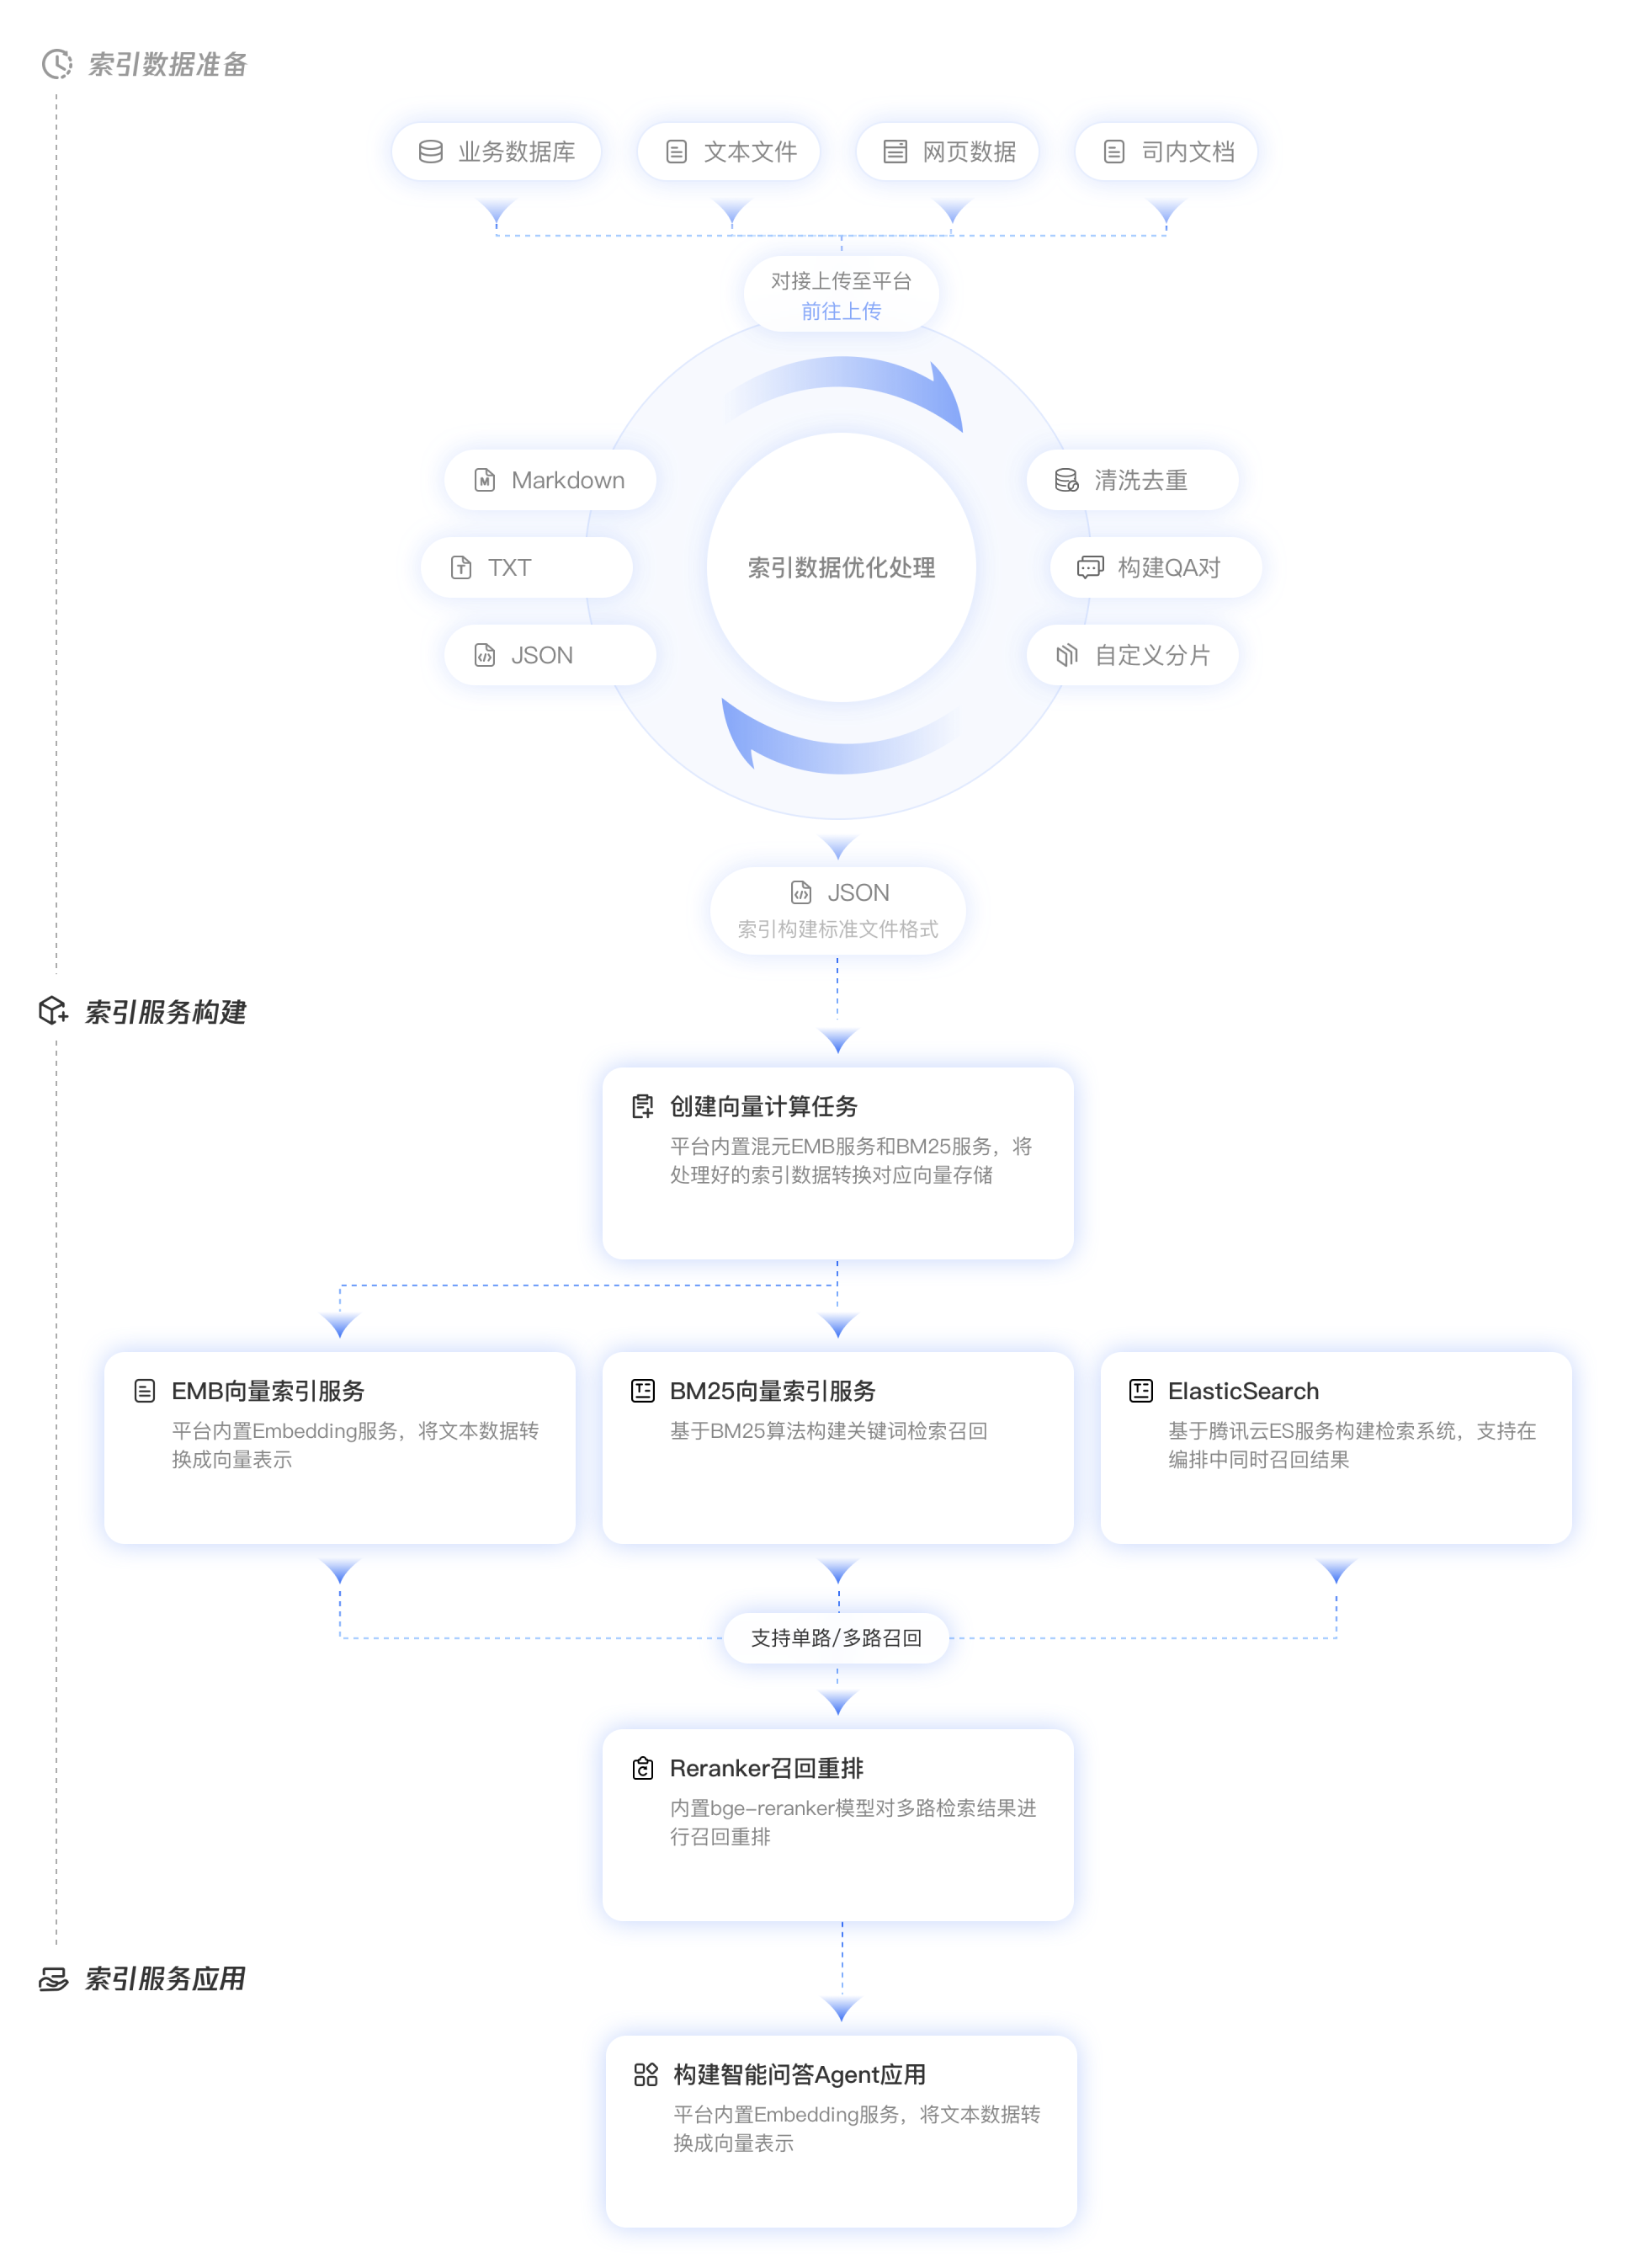 索引数据准备
业务数据库
文本文件
网页数据
司内文档
对接上传至平台
前往上传
Markdown
清洗去重
TXT
索引数据优化处理
构建QA对
JSON
自定义分片
JSON
索引构建标准文件格式
索引服务构建
创建向量计算任务
平台内置混元EMB服务和BM25服务，将
处理好的索引数据转换对应向量存储
EMB向量索引服务
平台内置Embedding服务，将文本数据转
换成向量表示
BM25向量索引服务
基于BM25算法构建关键词检索召回
ElasticSearch
基于腾讯云ES服务构建检索系统，支持在
编排中同时召回结果
支持单路/多路召回
Reranker召回重排
内置bge-reranker模型对多路检索结果进
行召回重排
索引服务应用
构建智能问答Agent应用
平台内置Embedding服务，将文本数据转
换成向量表示